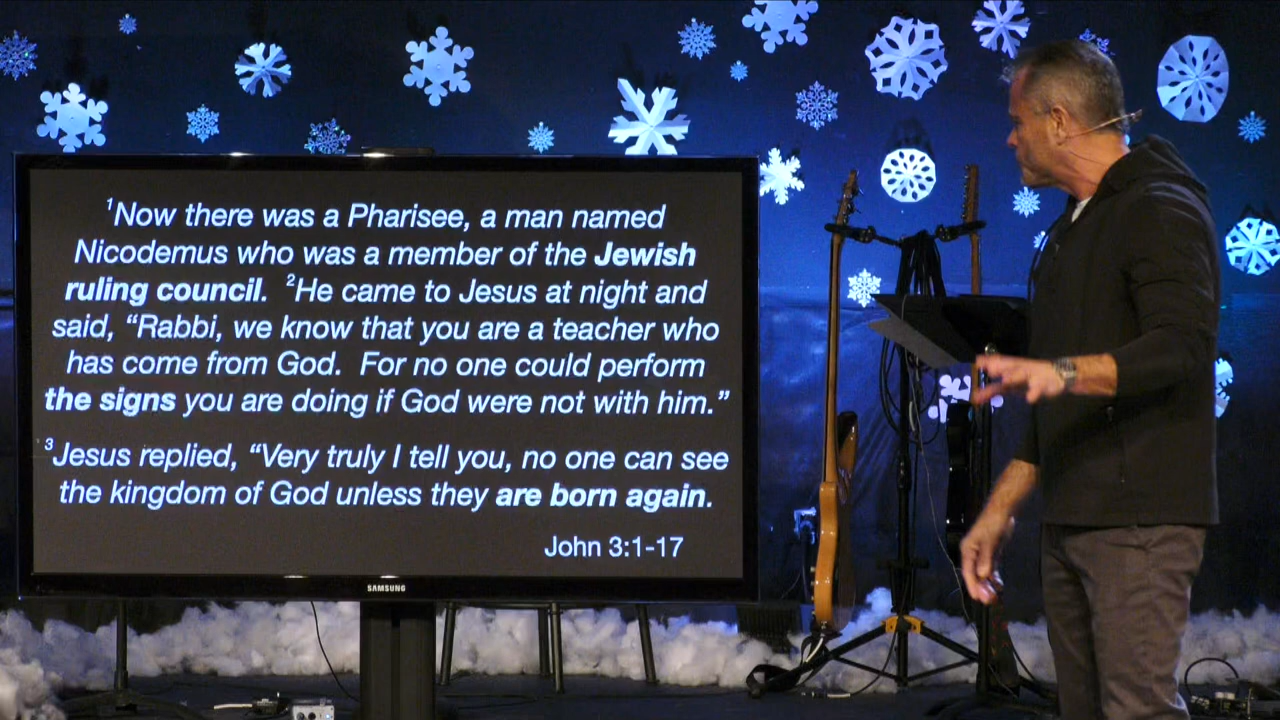 ¹Now there was a Pharisee, a man named
Nicodemus who was a member of the Jewish
ruling council. ²He came to Jesus at night and
said, “Rabbi, we know that you are a teacher who
has come from God. For no one could perform
the signs you are doing if God were not with him.”
³Jesus replied, “Very truly I tell you, no one can see
the kingdom of God unless they are born again.
John 3:1-17
SAMSUNG